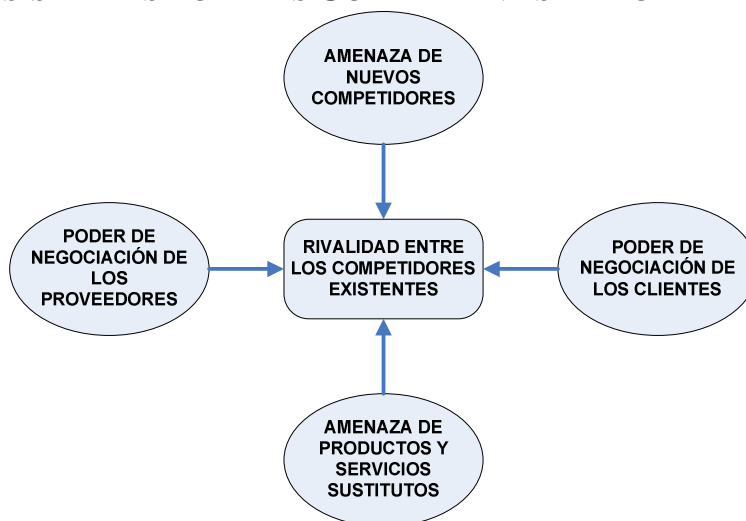 AMENAZA DE
NUEVOS
COMPETIDORES
PODER DE
NEGOCIACIÓN DE
LOS
PROVEEDORES
RIVALIDAD ENTRE
LOS COMPETIDORES
EXISTENTES
PODER DE
NEGOCIACIÓN DE
LOS CLIENTES
AMENAZA DE
PRODUCTOS Y
SERVICIOS
SUSTITUTOS